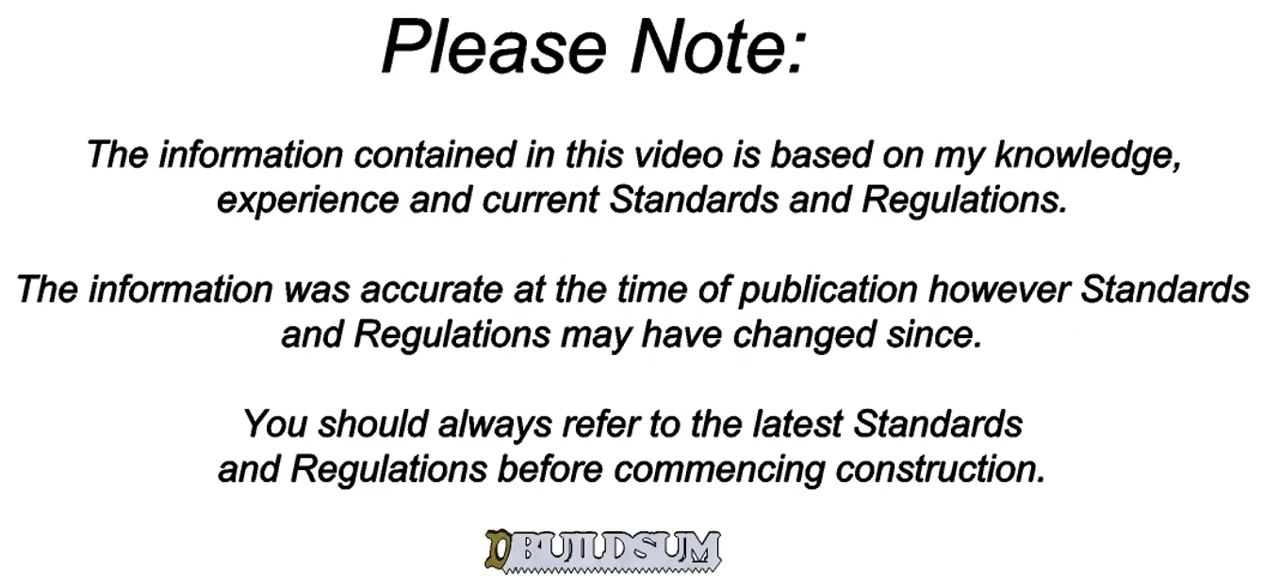 Please Note:
The information contained in this video is based on my knowledge,
experience and current Standards and Regulations.
The information was accurate at the time of publication however Standards
and Regulations may have changed since.
You should always refer to the latest Standards
and Regulations before commencing construction.
BUILDSUM